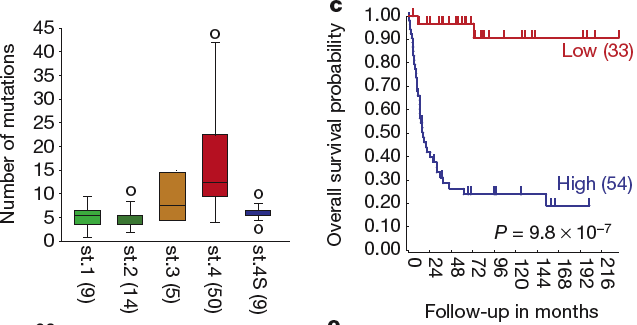 Number of mutations
45
40
35
30
25
20
15
10
5
0
st.1 (9)
st.2 (14)
st.3 (5)
st.4 (50)
st.4S (9)
c
Overall survival probability
1.00
0.90
0.80
0.70
0.60
0.50
0.40
0.30
0.20
0.10
0.00
Low (33)
High (54)
P = 9.8 × 10⁻⁷
0
24
48
72
96
120
144
168
192
216
Follow-up in months